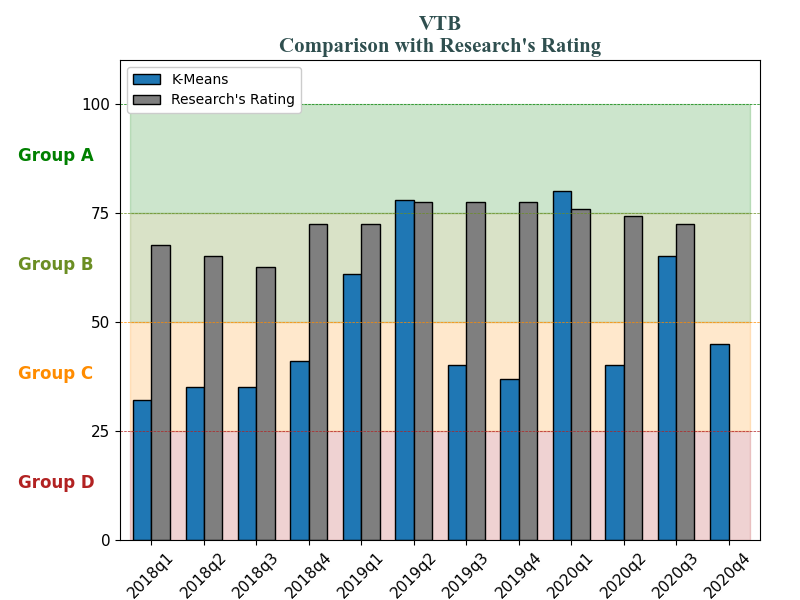 VTB
Comparison with Research's Rating
K-Means
Research's Rating
100
Group A
75
Group B
50
Group C
25
Group D
0
2018q1
2018q2
2018q3
2018q4
2019q1
2019q2
2019q3
2019q4
2020q1
2020q2
2020q3
2020q4